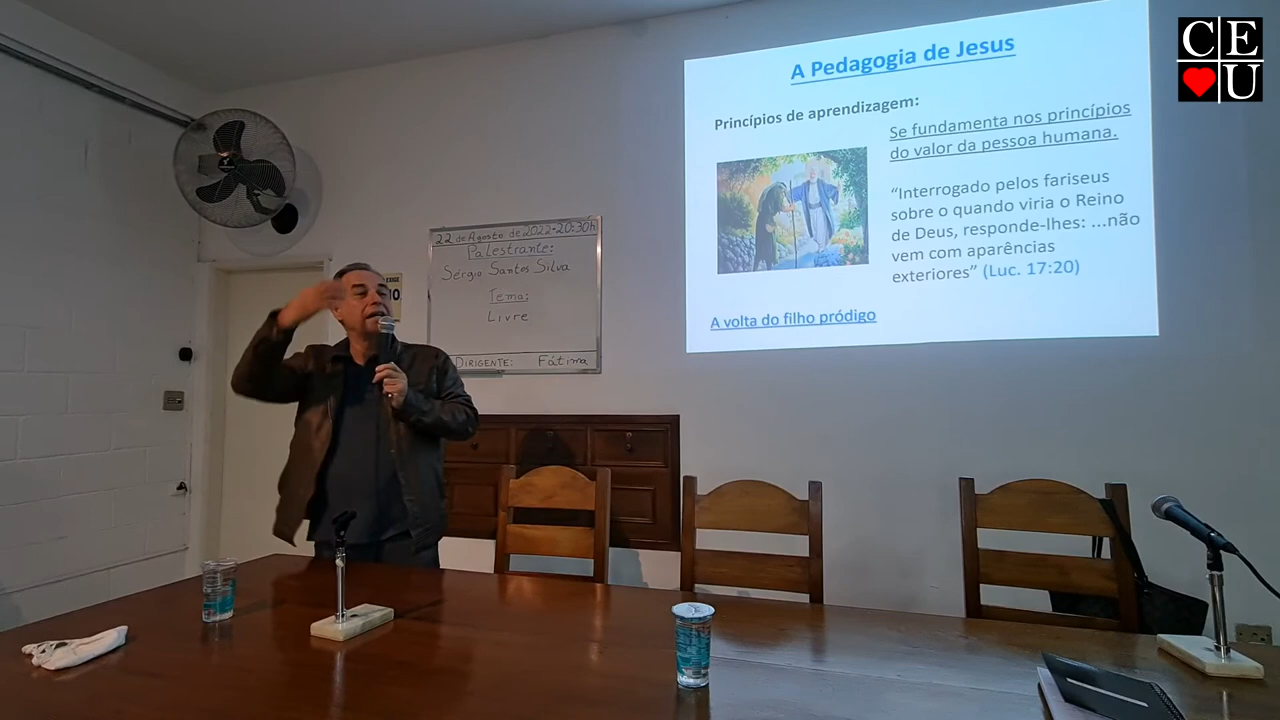 CE
U
A Pedagogia de Jesus
Princípios de aprendizagem:
Se fundamenta nos princípios
do valor da pessoa humana.
“Interrogado pelos fariseus
sobre o quando viria o Reino
de Deus, responde-lhes: ...não
vem com aparências
exteriores” (Luc. 17:20)
A volta do filho pródigo
22 de Agosto de 2022-20:30h
Palestrante:
Sérgio Santos Silva
Tema:
Livre
DIRIGENTE: Fátima